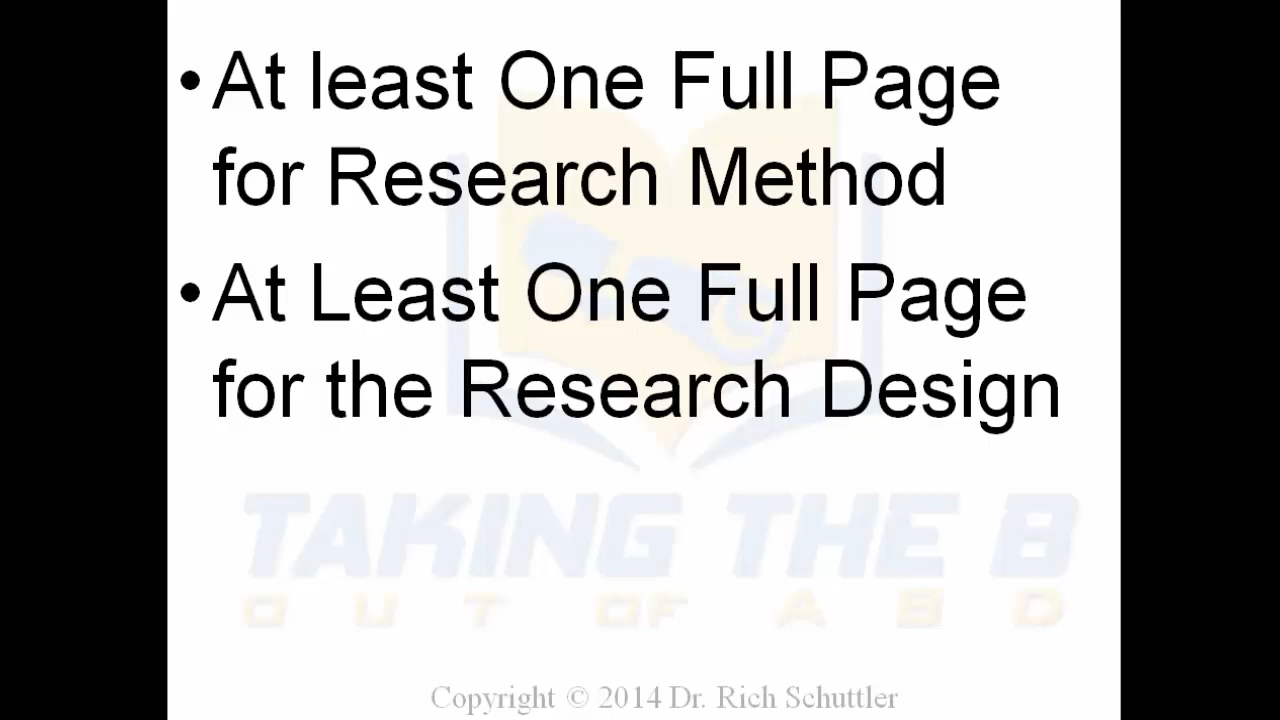 •At least One Full Page
for Research Method
•At Least One Full Page
for the Research Design
TAKING THE B
OUT OF ABD
Copyright © 2014 Dr. Rich Schuttler